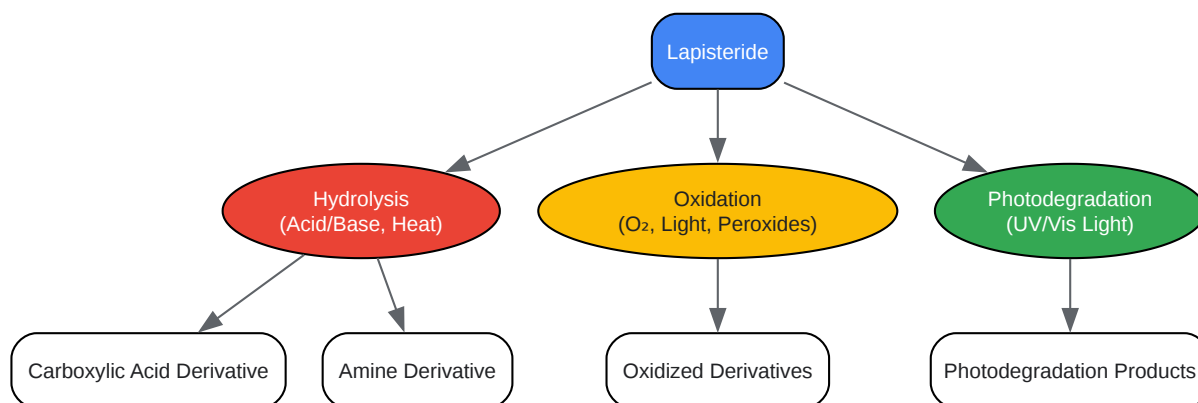 Lapisteride
Hydrolysis
(Acid/Base, Heat)
Oxidation
(O₂, Light, Peroxides)
Photodegradation
(UV/Vis Light)
Carboxylic Acid Derivative
Amine Derivative
Oxidized Derivatives
Photodegradation Products